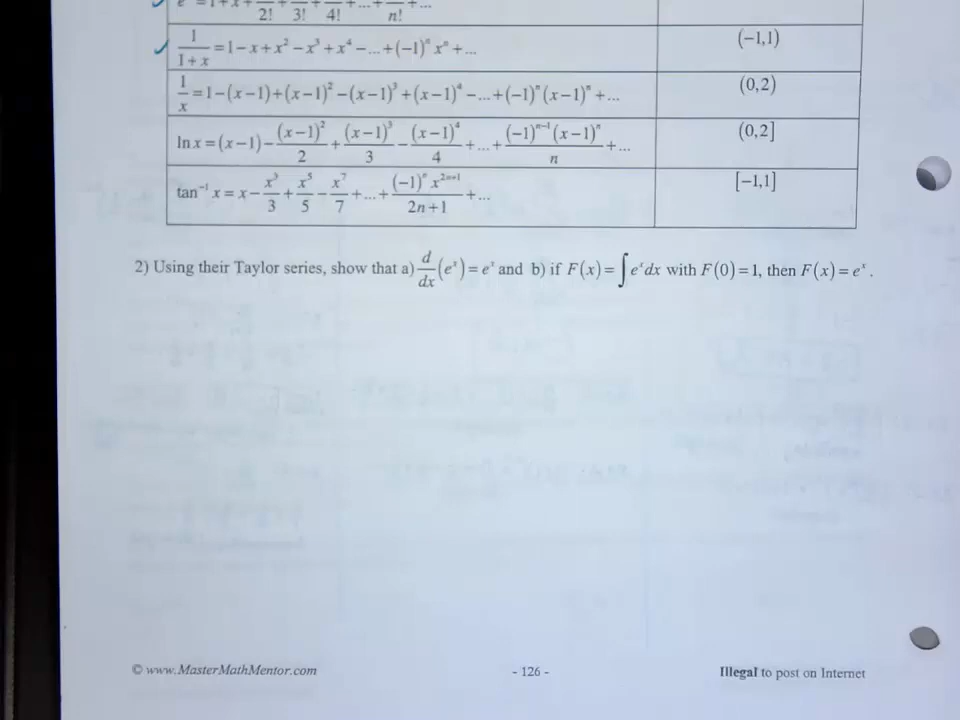 e^x = 1 + x + /2! + /3! + /4! + ... + /n! + ...
1/(1+x) = 1 − x + x² − x³ + x⁴ − ... + (−1)ⁿ xⁿ + ... (−1,1)
1/x = 1 − (x−1) + (x−1)² − (x−1)³ + (x−1)⁴ − ... + (−1)ⁿ (x−1)ⁿ + ... (0,2)
ln x = (x−1) − (x−1)²/2 + (x−1)³/3 − (x−1)⁴/4 + ... + (−1)ⁿ⁻¹(x−1)ⁿ/n + ... (0,2]
tan⁻¹ x = x − x³/3 + x⁵/5 − x⁷/7 + ... + (−1)ⁿ x²ⁿ⁺¹/(2n+1) + ... [−1,1]
2) Using their Taylor series, show that a) d/dx (eˣ) = eˣ and b) if F(x) = ∫ eˣdx with F(0) = 1, then F(x) = eˣ.
© www.MasterMathMentor.com - 126 - Illegal to post on Internet